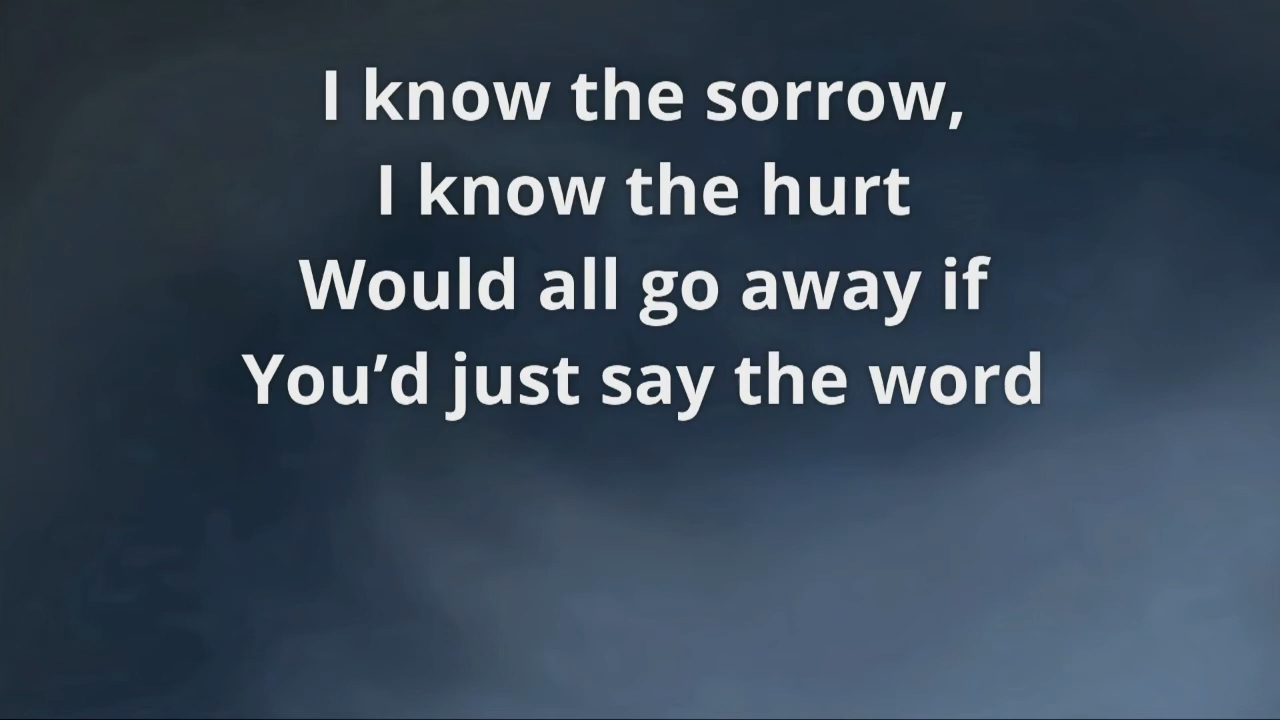 I know the sorrow,
I know the hurt
Would all go away if
You’d just say the word